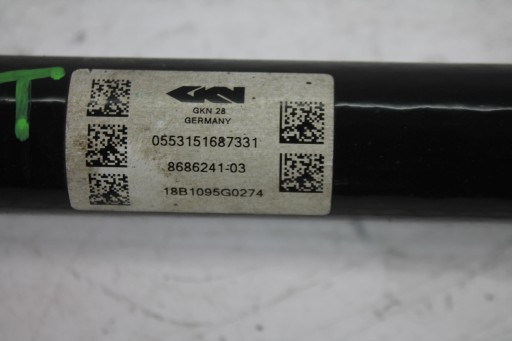 T
GKN
GKN 28
GERMANY
0553151687331
8686241-03
18B1095G0274